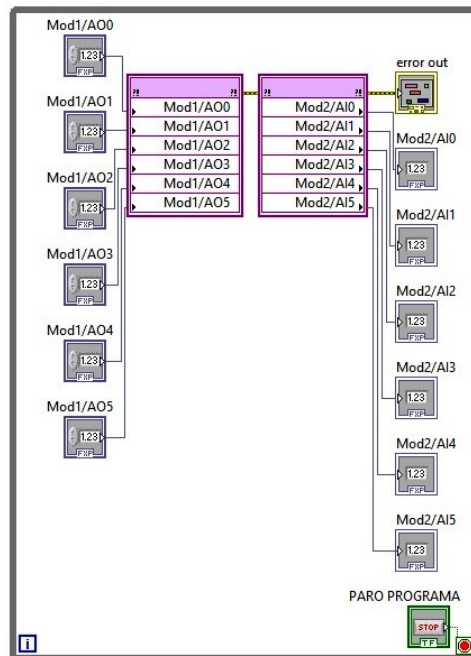 Mod1/AO0
1.23
FXP
Mod1/AO1
1.23
FXP
Mod1/AO2
1.23
FXP
Mod1/AO3
1.23
FXP
Mod1/AO4
1.23
FXP
Mod1/AO5
1.23
FXP
Mod1/AO0
Mod1/AO1
Mod1/AO2
Mod1/AO3
Mod1/AO4
Mod1/AO5
Mod2/AI0
Mod2/AI1
Mod2/AI2
Mod2/AI3
Mod2/AI4
Mod2/AI5
error out
Mod2/AI0
1.23
FXP
Mod2/AI1
1.23
FXP
Mod2/AI2
1.23
FXP
Mod2/AI3
1.23
FXP
Mod2/AI4
1.23
FXP
Mod2/AI5
1.23
FXP
PARO PROGRAMA
STOP
TF
i